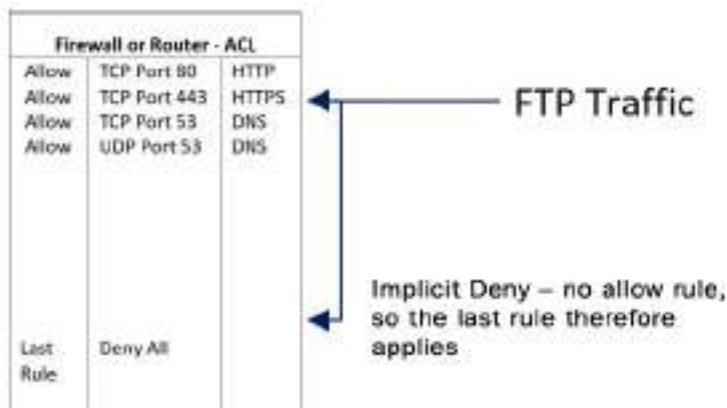 Firewall or Router - ACL
Allow TCP Port 80 HTTP
Allow TCP Port 443 HTTPS
Allow TCP Port 53 DNS
Allow UDP Port 53 DNS
Last Deny All
Rule
FTP Traffic
Implicit Deny – no allow rule,
so the last rule therefore
applies